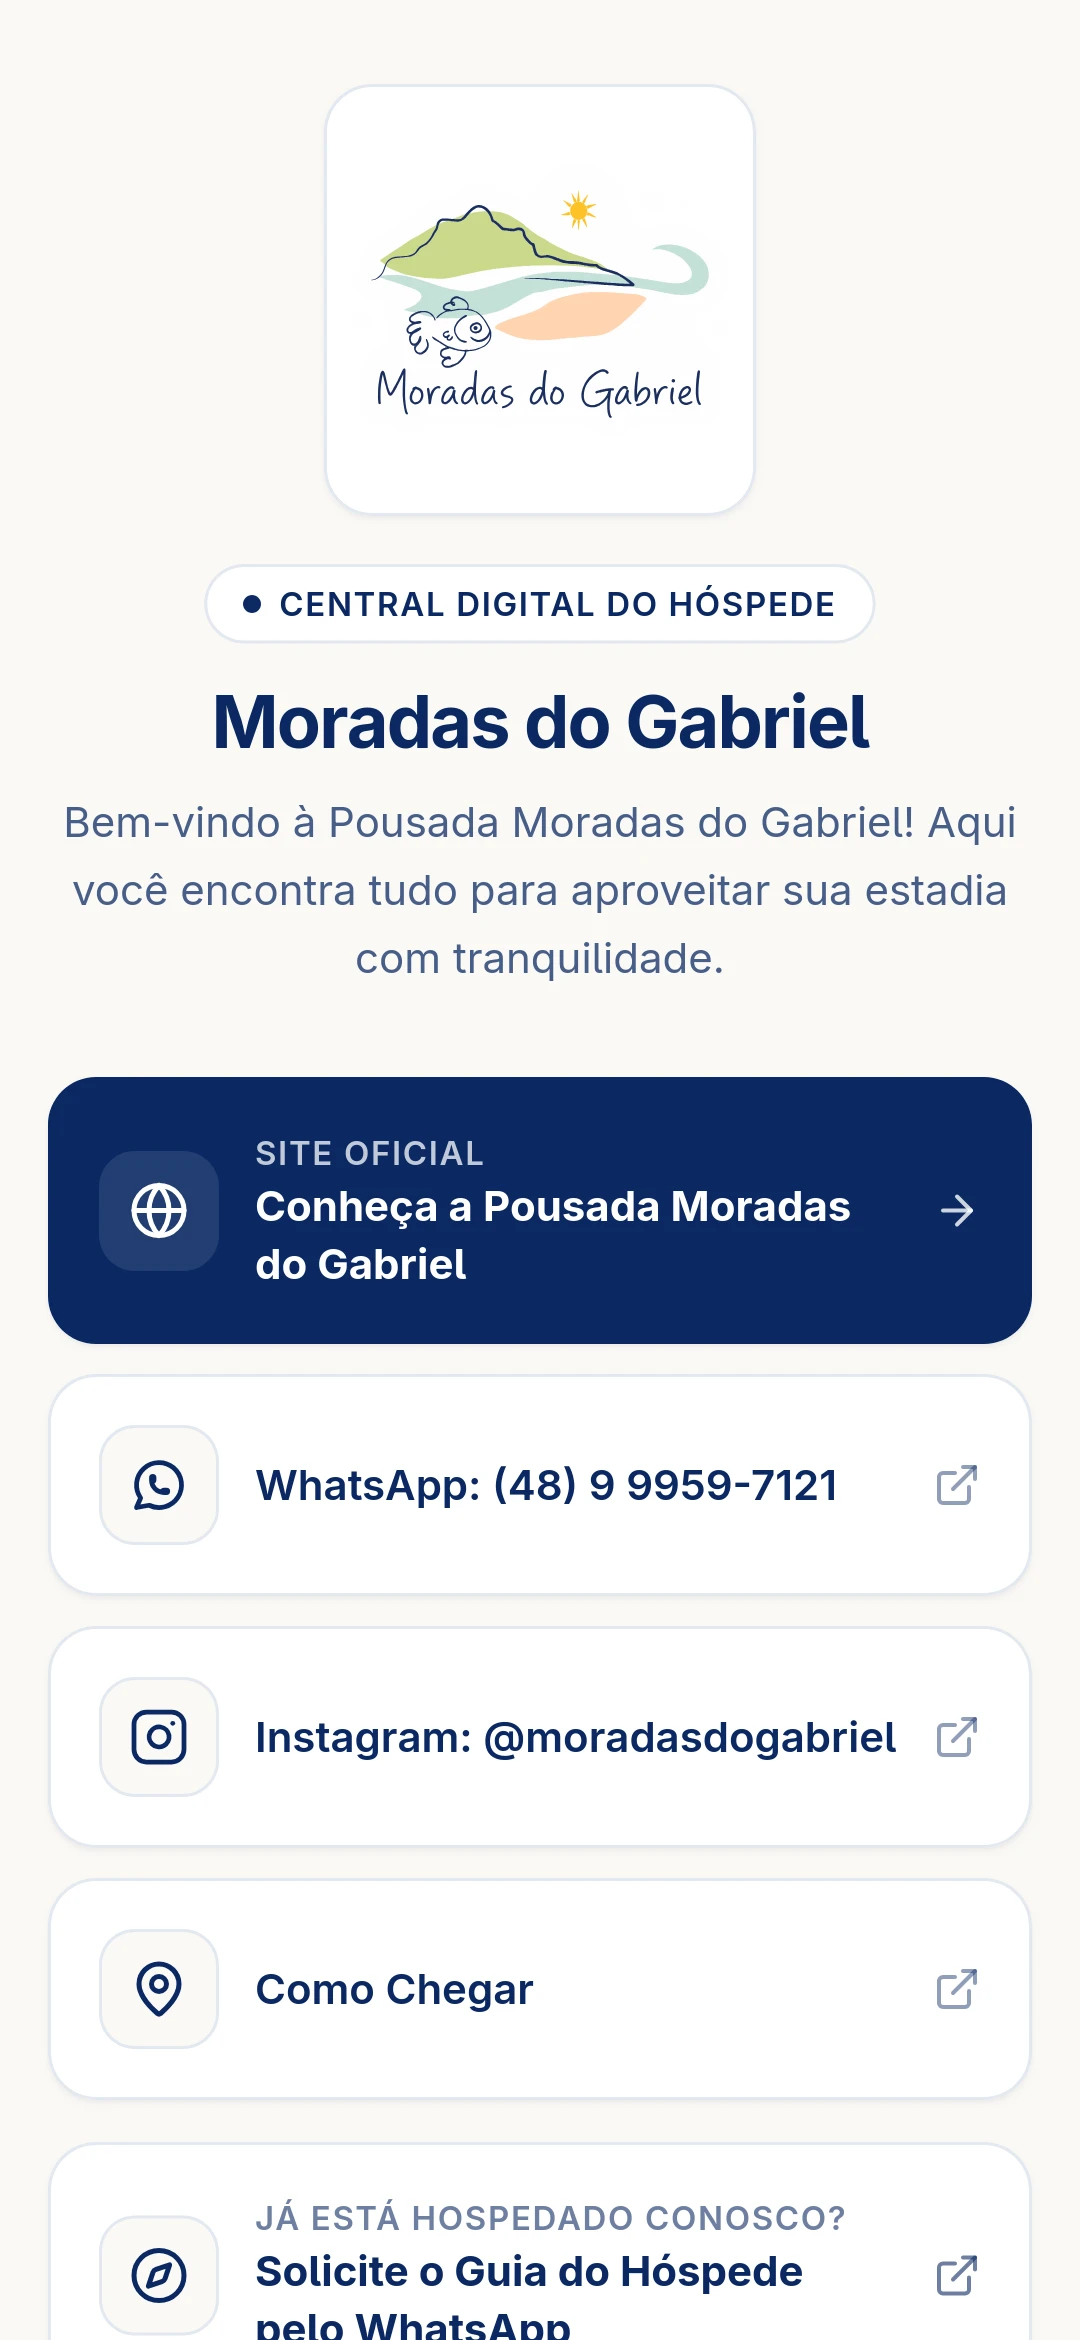 Moradas do Gabriel
CENTRAL DIGITAL DO HÓSPEDE
Moradas do Gabriel
Bem-vindo à Pousada Moradas do Gabriel! Aqui
você encontra tudo para aproveitar sua estadia
com tranquilidade.
SITE OFICIAL
Conheça a Pousada Moradas
do Gabriel
WhatsApp: (48) 9 9959-7121
Instagram: @moradasdogabriel
Como Chegar
JÁ ESTÁ HOSPEDADO CONOSCO?
Solicite o Guia do Hóspede
pelo WhatsApp